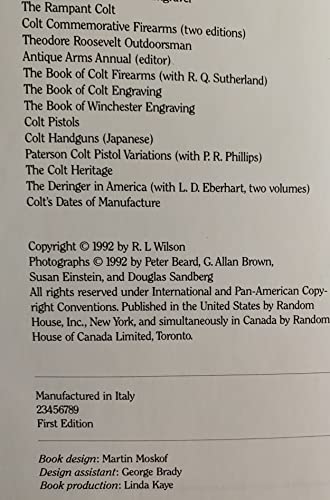 The Rampant Colt
Colt Commemorative Firearms (two editions)
Theodore Roosevelt Outdoorsman
Antique Arms Annual (editor)
The Book of Colt Firearms (with R. Q. Sutherland)
The Book of Colt Engraving
The Book of Winchester Engraving
Colt Pistols
Colt Handguns (Japanese)
Paterson Colt Pistol Variations (with P. R. Phillips)
The Colt Heritage
The Deringer in America (with L. D. Eberhart, two volumes)
Colt's Dates of Manufacture
Copyright © 1992 by R. L Wilson
Photographs © 1992 by Peter Beard, G. Allan Brown,
Susan Einstein, and Douglas Sandberg
All rights reserved under International and Pan-American Copy-
right Conventions. Published in the United States by Random
House, Inc., New York, and simultaneously in Canada by Random
House of Canada Limited, Toronto.
Manufactured in Italy
23456789
First Edition
Book design: Martin Moskof
Design assistant: George Brady
Book production: Linda Kaye